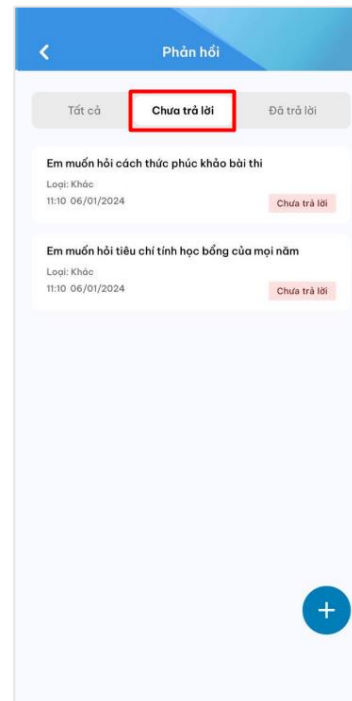 Phản hồi
Tất cả Chưa trả lời Đã trả lời
Em muốn hỏi cách thức phúc khảo bài thi
Loại: Khác
11:10 06/01/2024
Chưa trả lời
Em muốn hỏi tiêu chí tính học bổng của mọi năm
Loại: Khác
11:10 06/01/2024
Chưa trả lời